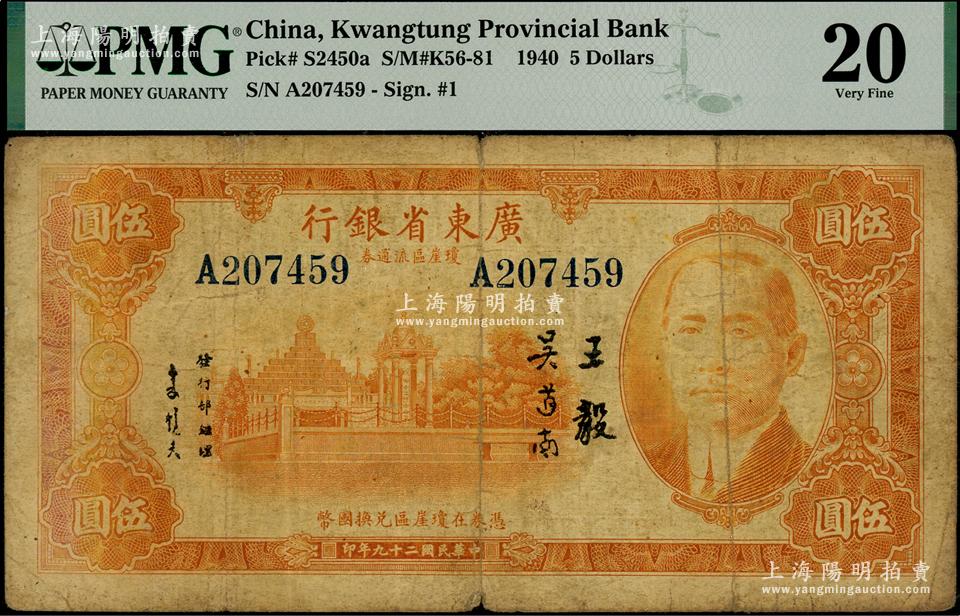 PMG®
PAPER MONEY GUARANTY
China, Kwangtung Provincial Bank
Pick# S2450a S/M#K56-81 1940 5 Dollars
S/N A207459 - Sign. #1
20
Very Fine
上海陽明拍賣
www.yangmingauction.com
圓伍
圓伍
行銀省東廣
券通流區崖瓊
A207459
A207459
上海陽明拍賣
www.yangmingauction.com
王毅
吳道南
發行部經理
圓伍
圓伍
幣國換兌區崖瓊在券憑
印年九十二國民華中
上海陽明拍賣
www.yangmingauction.com